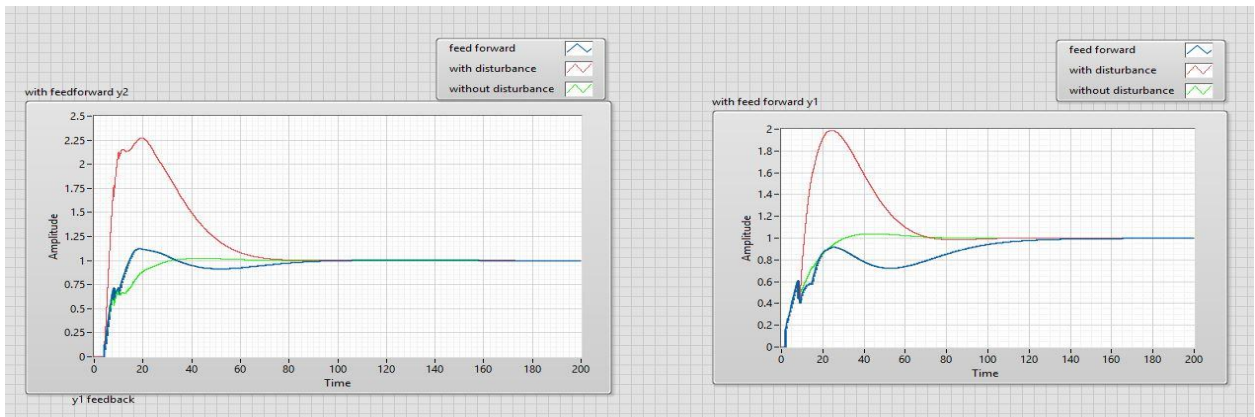 feed forward
with disturbance
without disturbance
with feedforward y2
2.5
2.25
2
1.75
1.5
1.25
1
0.75
0.5
0.25
0
Amplitude
0 20 40 60 80 100 120 140 160 180 200
Time
y1 feedback
feed forward
with disturbance
without disturbance
with feed forward y1
2
1.8
1.6
1.4
1.2
1
0.8
0.6
0.4
0.2
0
Amplitude
0 20 40 60 80 100 120 140 160 180 200
Time